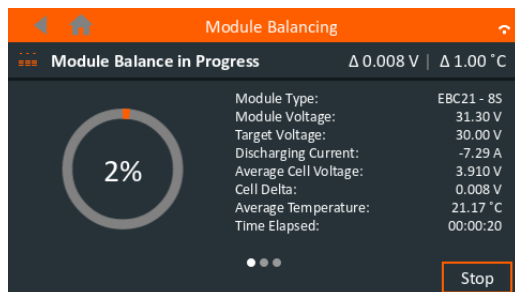 Module Balancing
Module Balance in Progress Δ 0.008 V | Δ 1.00 °C
Module Type: EBC21 - 8S
Module Voltage: 31.30 V
Target Voltage: 30.00 V
Discharging Current: -7.29 A
Average Cell Voltage: 3.910 V
Cell Delta: 0.008 V
Average Temperature: 21.17 °C
Time Elapsed: 00:00:20
2%
Stop